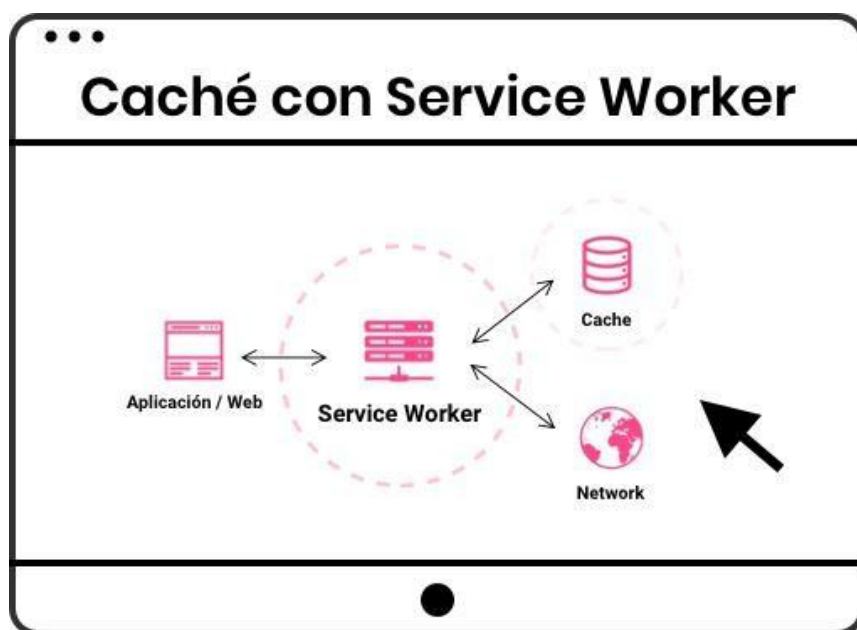 Caché con Service Worker
Cache
Aplicación / Web
Service Worker
Network